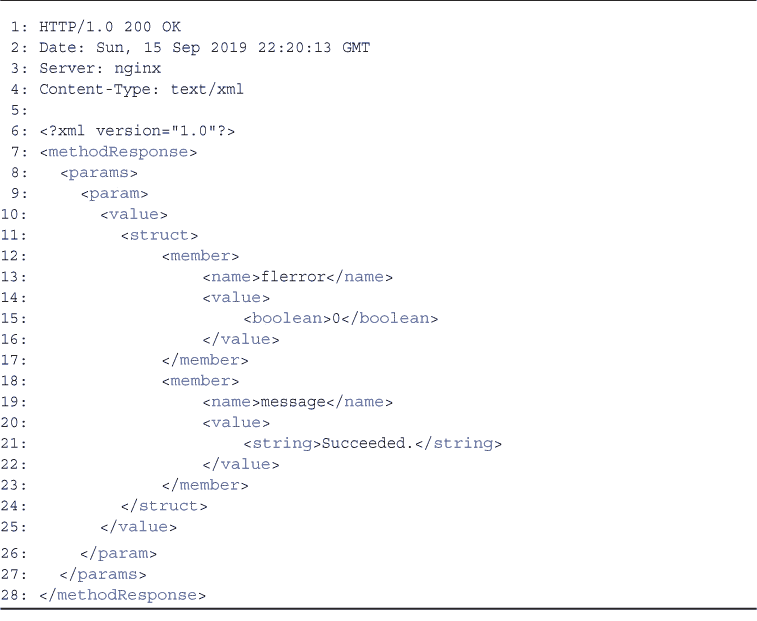 1: HTTP/1.0 200 OK
2: Date: Sun, 15 Sep 2019 22:20:13 GMT
3: Server: nginx
4: Content-Type: text/xml
5:
6: <?xml version="1.0"?>
7: <methodResponse>
8:   <params>
9:     <param>
10:       <value>
11:         <struct>
12:             <member>
13:                 <name>flerror</name>
14:                 <value>
15:                     <boolean>0</boolean>
16:                 </value>
17:             </member>
18:             <member>
19:                 <name>message</name>
20:                 <value>
21:                     <string>Succeeded.</string>
22:                 </value>
23:             </member>
24:         </struct>
25:       </value>
26:     </param>
27:   </params>
28: </methodResponse>